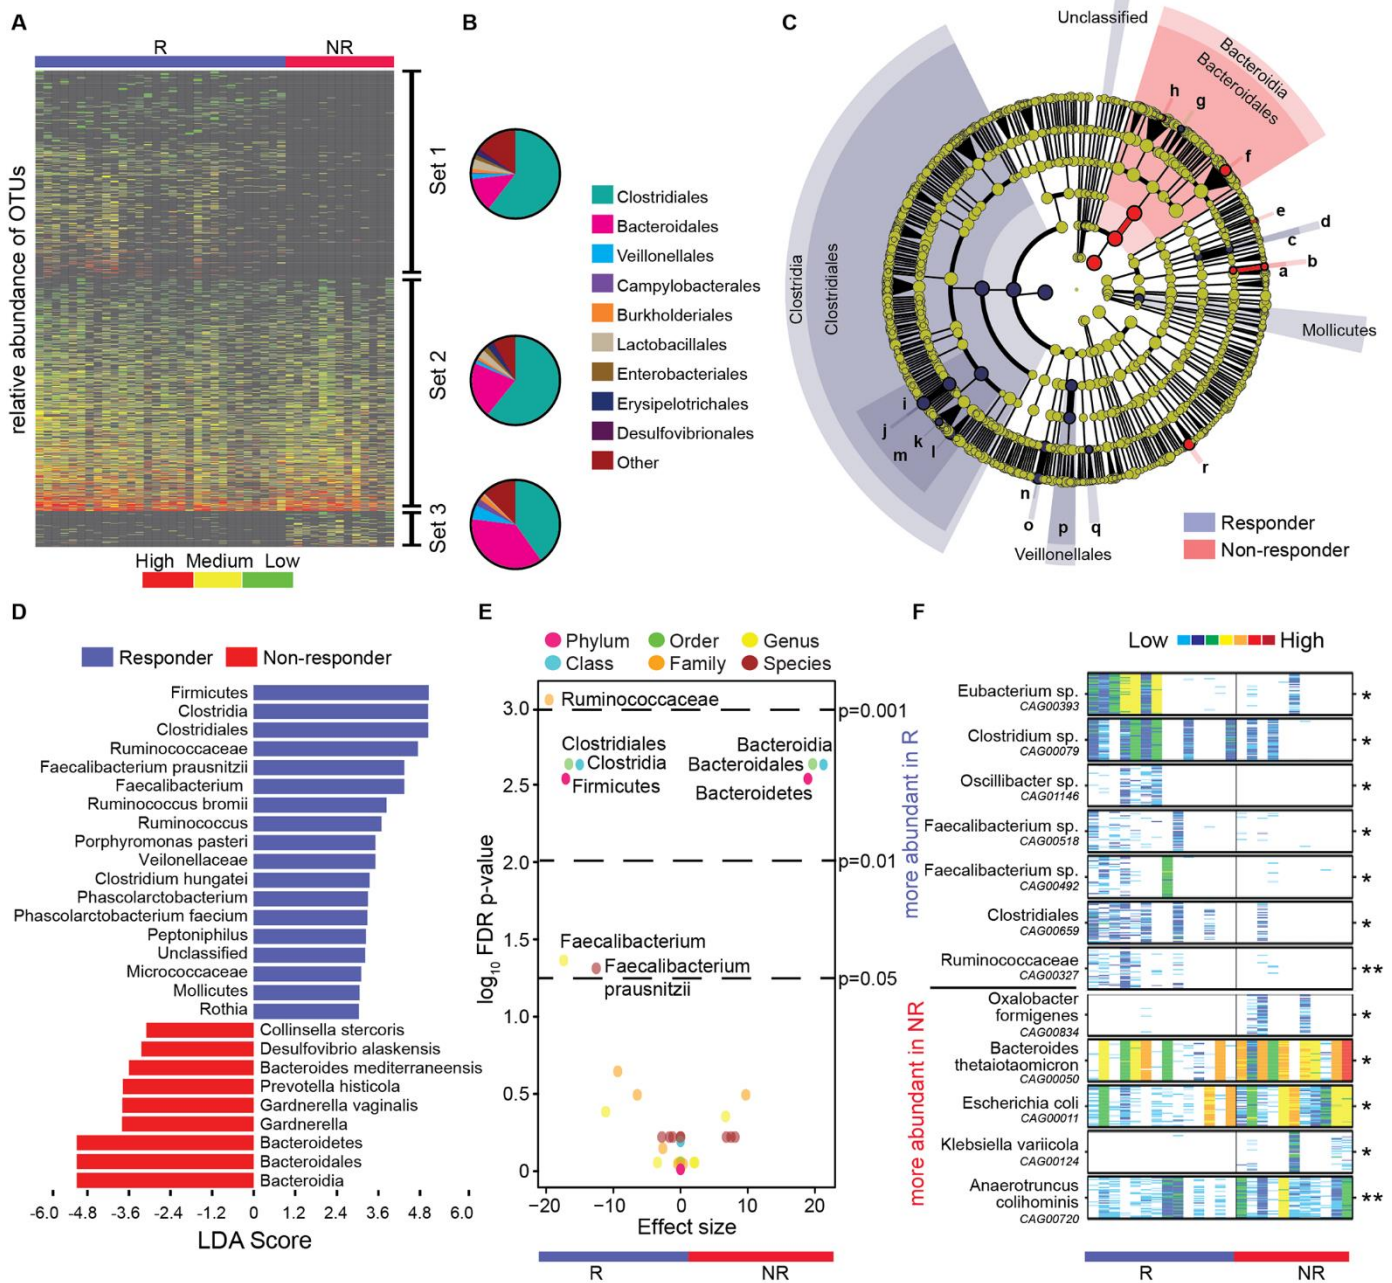 A
R
NR
relative abundance of OTUs
Set 1
Set 2
Set 3
High Medium Low
B
Clostridiales
Bacteroidales
Veillonellales
Campylobacterales
Burkholderiales
Lactobacillales
Enterobacteriales
Erysipelotrichales
Desulfovibrionales
Other
C
Unclassified
Bacteroidia
Bacteroidales
h
g
f
e
d
c
b
a
Mollicutes
Clostridia
Clostridiales
i
j
k
m
l
n
o
p
q
r
Veillonellales
Responder
Non-responder
D
Responder
Non-responder
Firmicutes
Clostridia
Clostridiales
Ruminococcaceae
Faecalibacterium prausnitzii
Faecalibacterium
Ruminococcus bromii
Ruminococcus
Porphyromonas pasteri
Veilonellaceae
Clostridium hungatei
Phascolarctobacterium
Phascolarctobacterium faecium
Peptoniphilus
Unclassified
Micrococcaceae
Mollicutes
Rothia
Collinsella stercoris
Desulfovibrio alaskensis
Bacteroides mediterraneensis
Prevotella histicola
Gardnerella vaginalis
Gardnerella
Bacteroidetes
Bacteroidales
Bacteroidia
-6.0 -4.8 -3.6 -2.4 -1.2 0 1.2 2.4 3.6 4.8 6.0
LDA Score
E
Phylum Order Genus
Class Family Species
log10 FDR p-value
3.0
2.5
2.0
1.5
1.0
0.5
0
Ruminococcaceae
p=0.001
Clostridiales
Clostridia
Firmicutes
Bacteroidia
Bacteroidales
Bacteroidetes
p=0.01
Faecalibacterium
Faecalibacterium
prausnitzii
p=0.05
−20 −10 0 10 20
Effect size
R
NR
F
Low High
more abundant in R
more abundant in NR
Eubacterium sp.
CAG00393
*
Clostridium sp.
CAG00079
*
Oscillibacter sp.
CAG01146
*
Faecalibacterium sp.
CAG00518
*
Faecalibacterium sp.
CAG00492
*
Clostridiales
CAG00659
*
Ruminococcaceae
CAG00327
**
Oxalobacter
formigenes
CAG00834
*
Bacteroides
thetaiotaomicron
CAG00050
*
Escherichia coli
CAG00011
*
Klebsiella variicola
CAG00124
*
Anaerotruncus
colihominis
CAG00720
**
R
NR